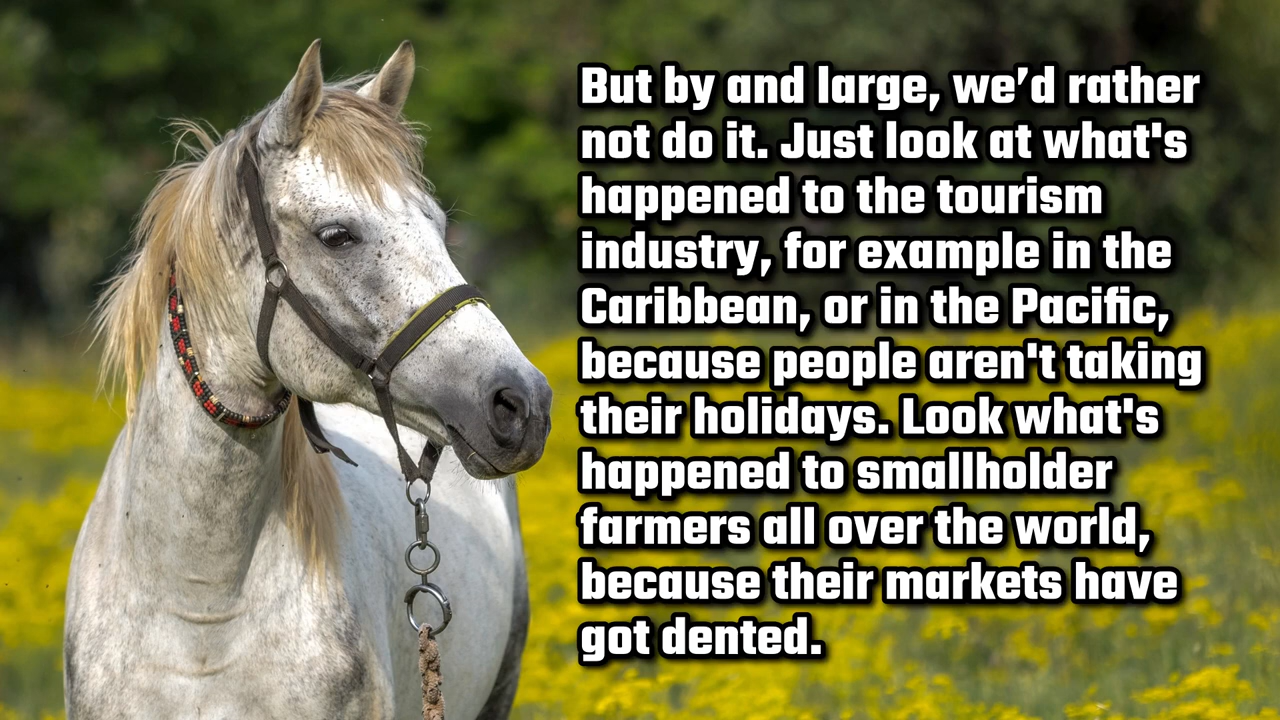 But by and large, we’d rather
not do it. Just look at what's
happened to the tourism
industry, for example in the
Caribbean, or in the Pacific,
because people aren't taking
their holidays. Look what's
happened to smallholder
farmers all over the world,
because their markets have
got dented.